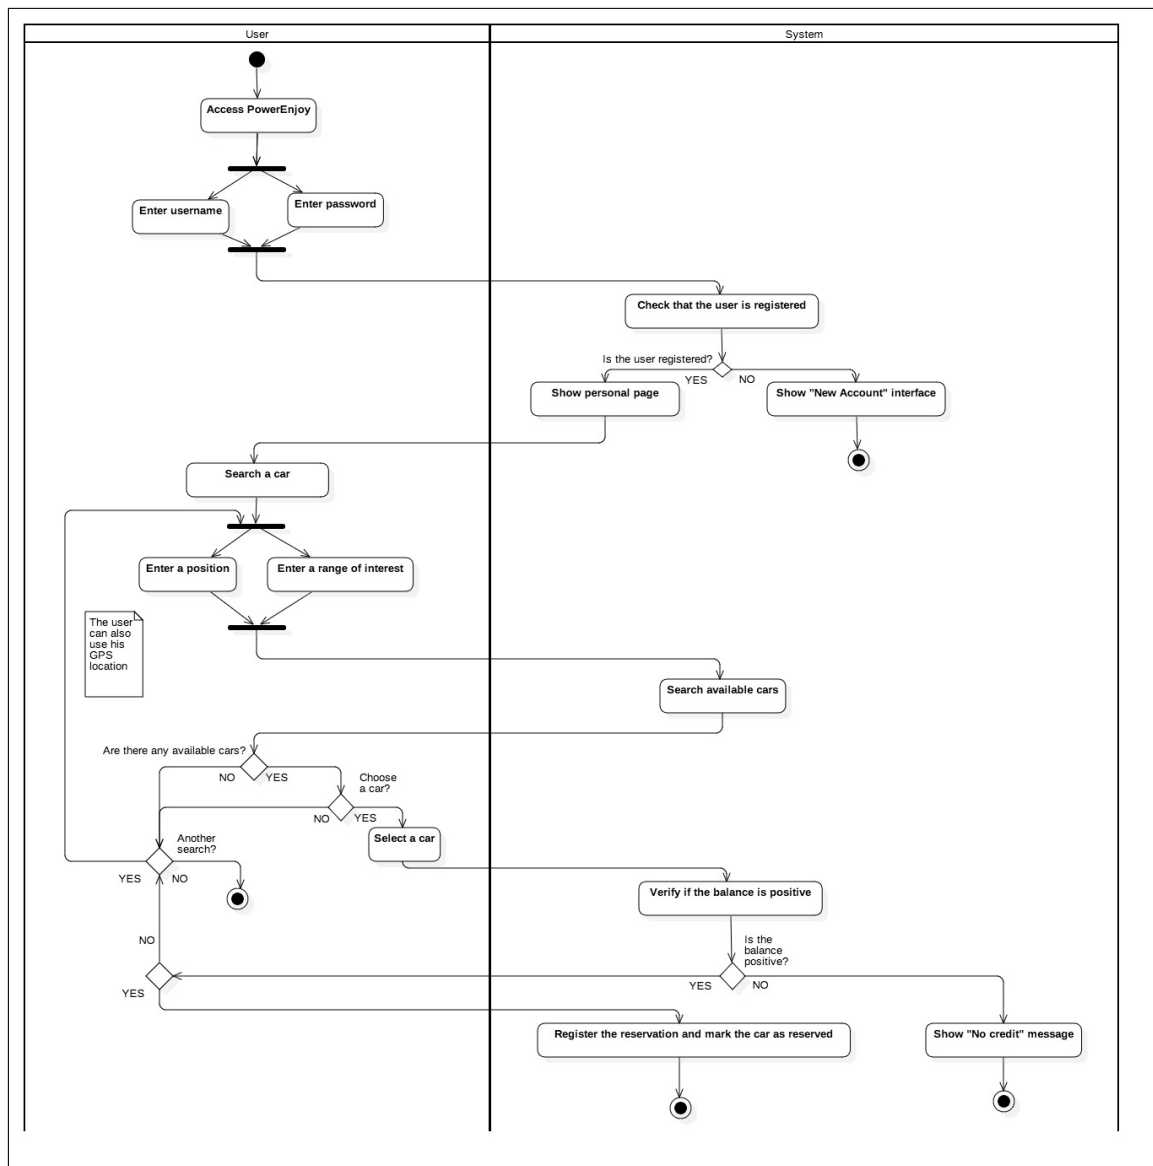 User
System
Access PowerEnjoy
Enter username
Enter password
Check that the user is registered
Is the user registered?
YES
NO
Show personal page
Show "New Account" interface
Search a car
Enter a position
Enter a range of interest
The user
can also
use his
GPS
location
Search available cars
Are there any available cars?
NO
YES
Choose
a car?
NO
YES
Select a car
Another
search?
YES
NO
Verify if the balance is positive
Is the
balance
positive?
YES
NO
NO
YES
Register the reservation and mark the car as reserved
Show "No credit" message